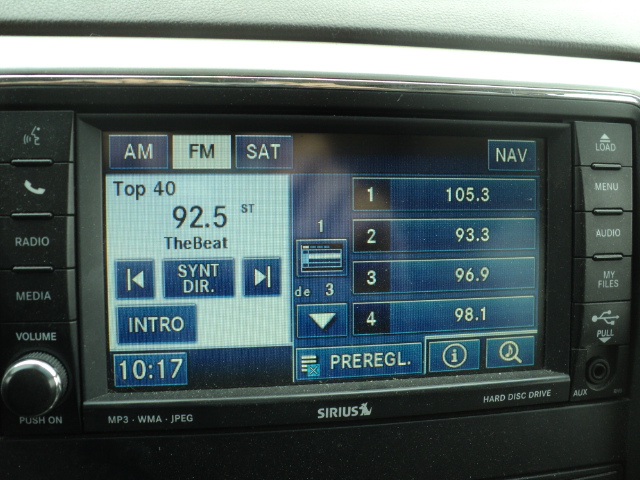 AM FM SAT NAV
Top 40
92.5 ST
TheBeat
SYNT
DIR.
INTRO
10:17
1
de 3
1 105.3
2 93.3
3 96.9
4 98.1
PREREGL.
RADIO
MEDIA
VOLUME
PUSH ON
LOAD
MENU
AUDIO
MY
FILES
PULL
AUX
MP3 · WMA · JPEG
SIRIUS
HARD DISC DRIVE